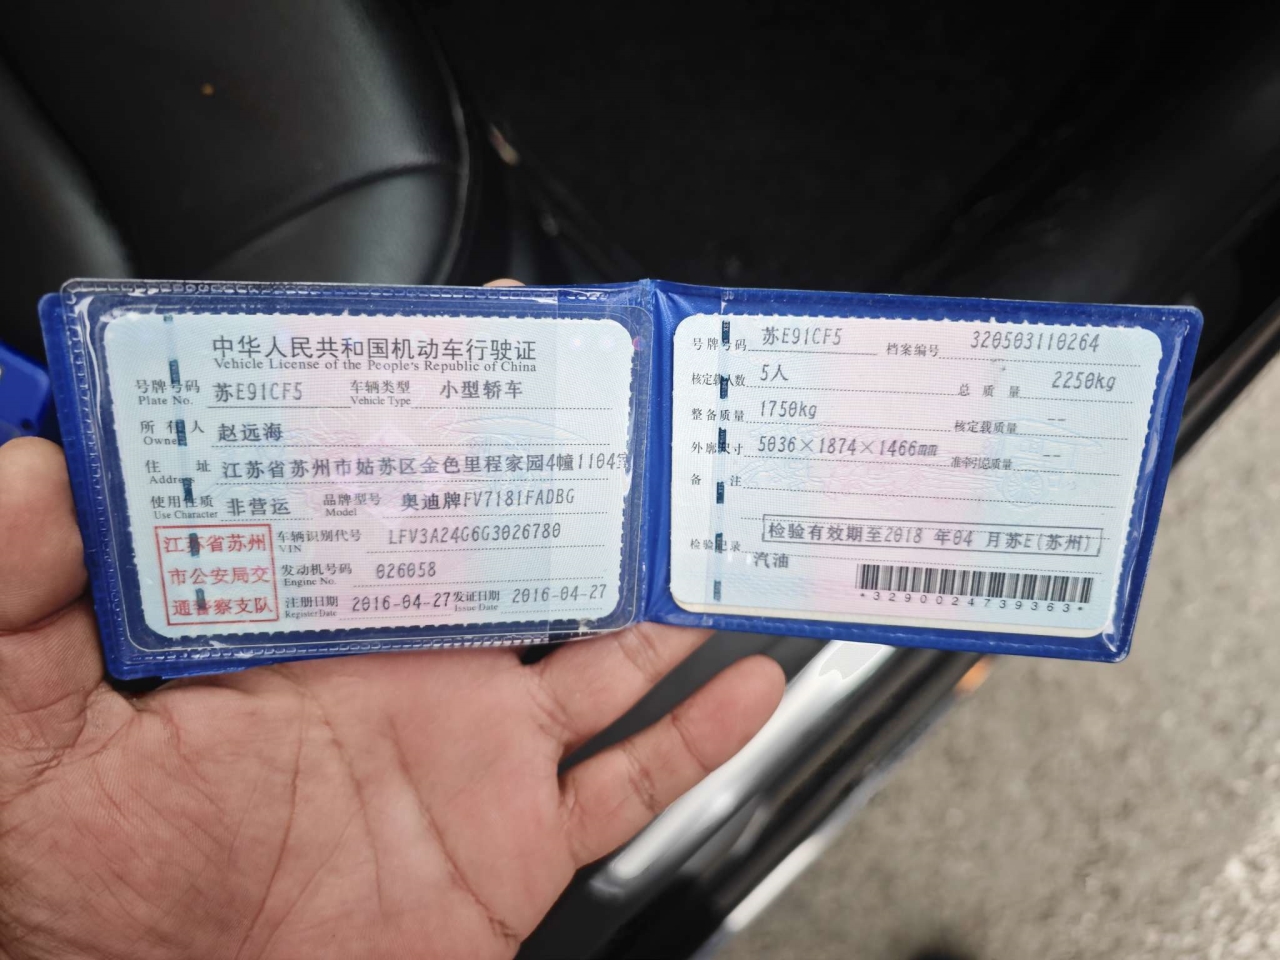 中华人民共和国机动车行驶证
Vehicle License of the People's Republic of China
号牌号码 苏E91CF5 车辆类型 小型轿车
Plate No. Vehicle Type
所有人 赵远海
Owner
住址 江苏省苏州市姑苏区金色里程家园4幢1104室
Address
使用性质 非营运 品牌型号 奥迪牌FV7181FADBG
Use Character Model
江苏省苏州
市公安局交
通警察支队
车辆识别代号 LFV3A24G6G3026780
VIN
发动机号码 026058
Engine No.
注册日期 2016-04-27 发证日期 2016-04-27
Register Date Issue Date
号牌号码 苏E91CF5 档案编号 320503110264
核定载人数 5人 总质量 2250kg
整备质量 1750kg 核定载质量 --
外廓尺寸 5036×1874×1466mm 准牵引总质量 --
备注
检验有效期至2018 年04 月苏E(苏州)
检验记录
汽油
*3290024739363*